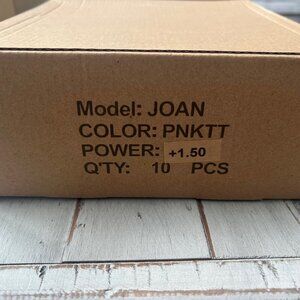 Model: JOAN
COLOR: PNKTT
POWER: +1.50
Q'TY: 10 PCS